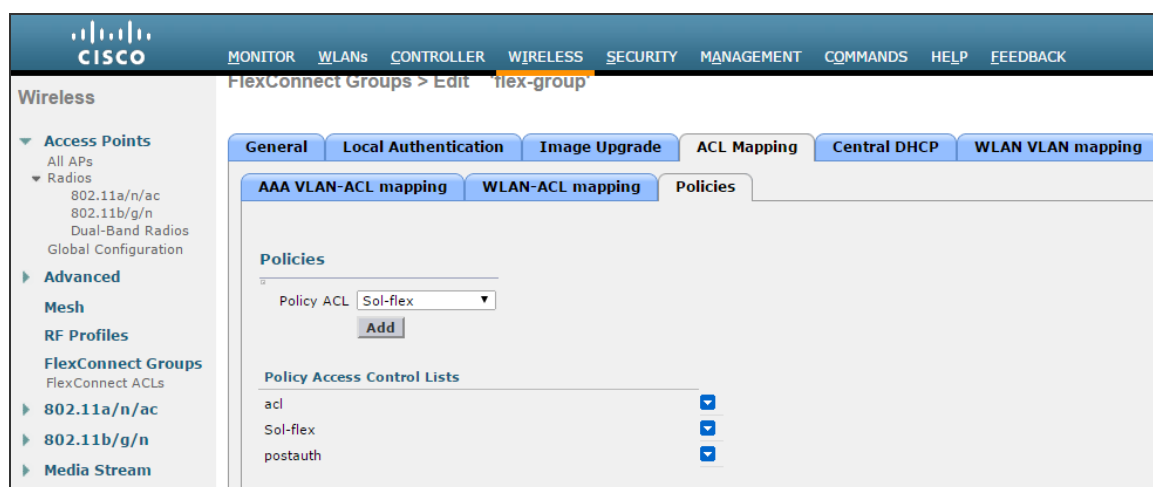 CISCO
MONITOR WLANs CONTROLLER WIRELESS SECURITY MANAGEMENT COMMANDS HELP FEEDBACK
Wireless
FlexConnect Groups > Edit 'flex-group'
Access Points
All APs
Radios
802.11a/n/ac
802.11b/g/n
Dual-Band Radios
Global Configuration
Advanced
Mesh
RF Profiles
FlexConnect Groups
FlexConnect ACLs
802.11a/n/ac
802.11b/g/n
Media Stream
General Local Authentication Image Upgrade ACL Mapping Central DHCP WLAN VLAN mapping
AAA VLAN-ACL mapping WLAN-ACL mapping Policies
Policies
Policy ACL Sol-flex
Add
Policy Access Control Lists
acl
Sol-flex
postauth